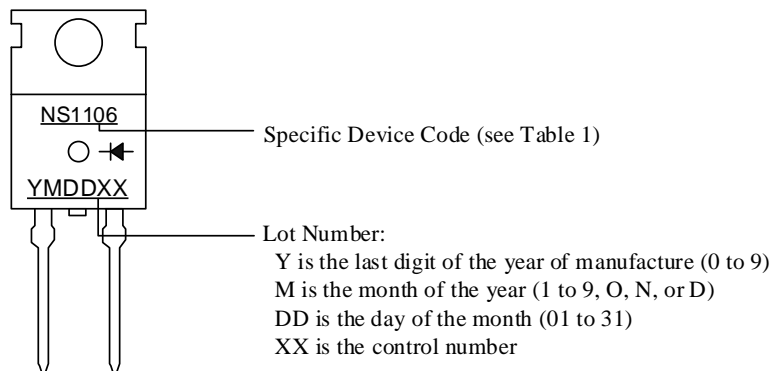 NS1106
Specific Device Code (see Table 1)
YMDDXX
Lot Number:
Y is the last digit of the year of manufacture (0 to 9)
M is the month of the year (1 to 9, O, N, or D)
DD is the day of the month (01 to 31)
XX is the control number